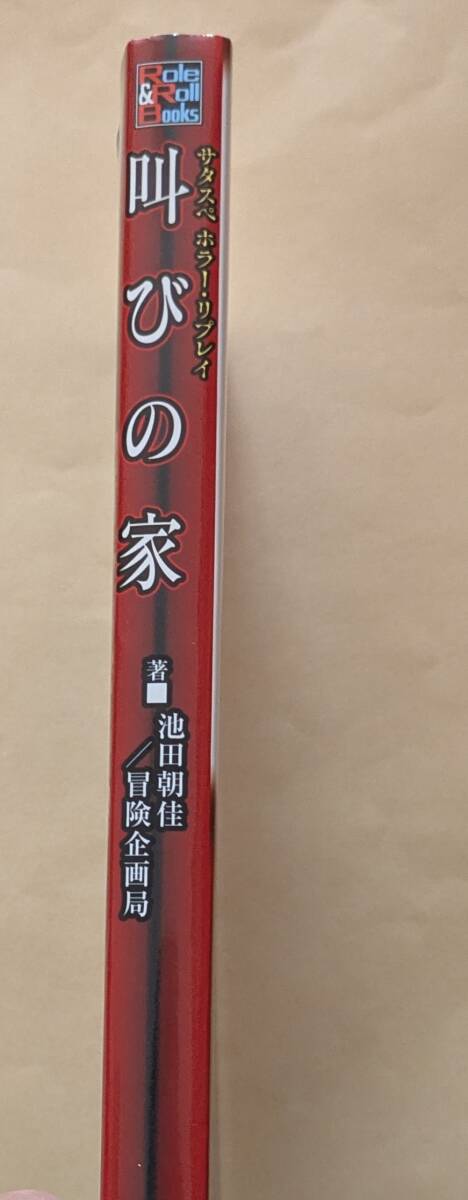 Role
&Roll
Books
サタスペ ホラー・リプレイ
叫びの家
著■池田朝佳
／冒険企画局